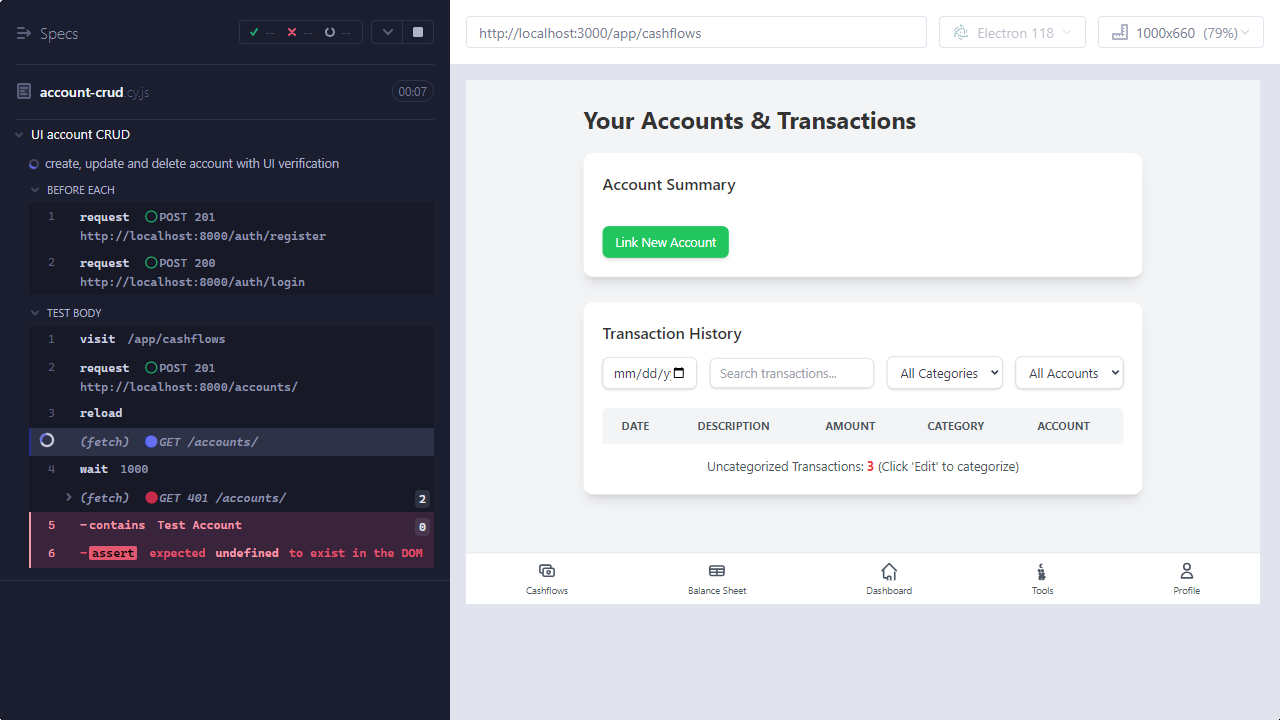 Specs
-- -- --
account-crud.cy.js 00:07
UI account CRUD
create, update and delete account with UI verification
BEFORE EACH
1 request POST 201
http://localhost:8000/auth/register
2 request POST 200
http://localhost:8000/auth/login
TEST BODY
1 visit /app/cashflows
2 request POST 201
http://localhost:8000/accounts/
3 reload
(fetch) GET /accounts/
4 wait 1000
(fetch) GET 401 /accounts/ 2
5 -contains Test Account 0
6 -assert expected undefined to exist in the DOM
http://localhost:3000/app/cashflows
Electron 118
1000x660 (79%)
Your Accounts & Transactions
Account Summary
Link New Account
Transaction History
mm/dd/y
Search transactions...
All Categories
All Accounts
DATE DESCRIPTION AMOUNT CATEGORY ACCOUNT
Uncategorized Transactions: 3 (Click 'Edit' to categorize)
Cashflows
Balance Sheet
Dashboard
Tools
Profile